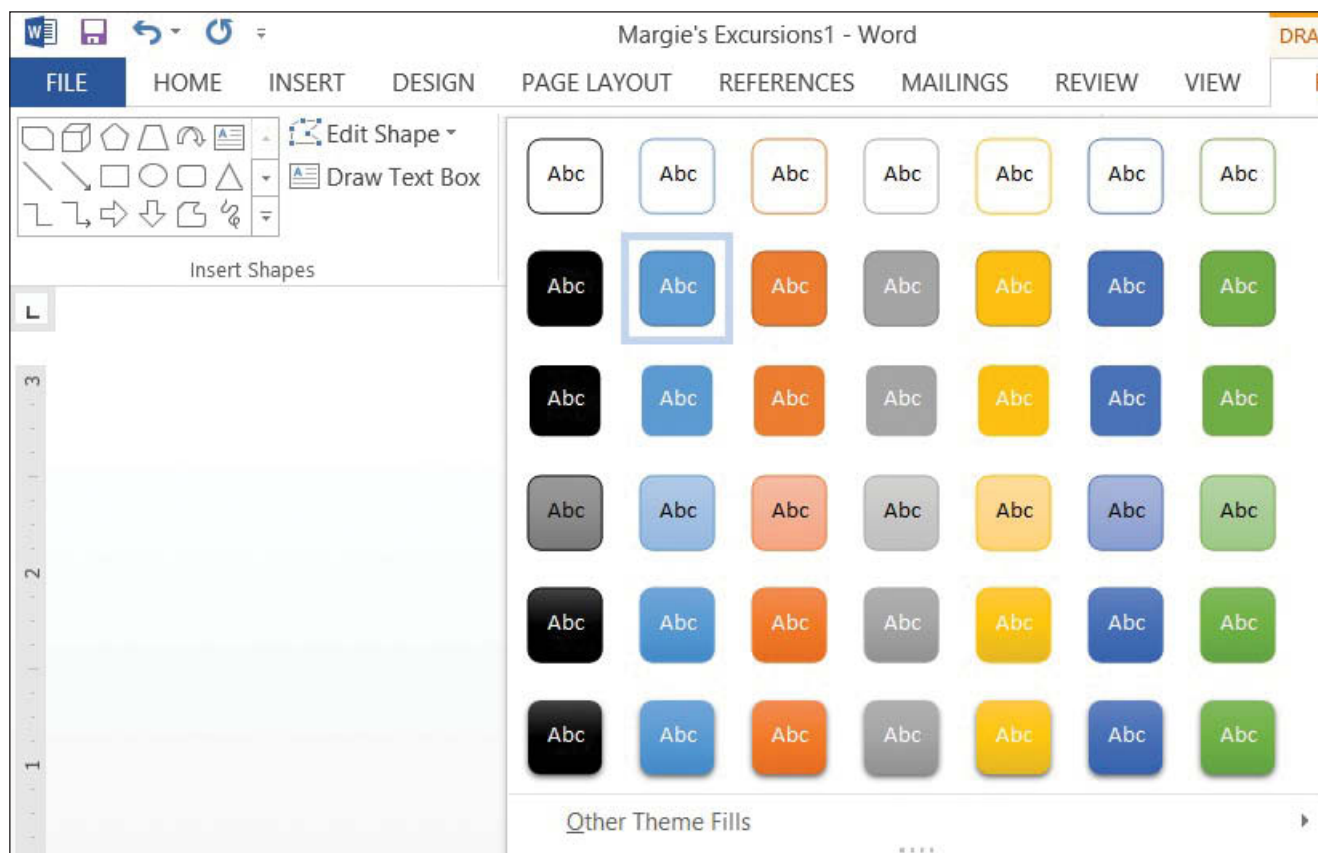 Margie's Excursions1 - Word
DRA
FILE HOME INSERT DESIGN PAGE LAYOUT REFERENCES MAILINGS REVIEW VIEW
Edit Shape
Draw Text Box
Insert Shapes
Abc Abc Abc Abc Abc Abc Abc
Abc Abc Abc Abc Abc Abc Abc
Abc Abc Abc Abc Abc Abc Abc
Abc Abc Abc Abc Abc Abc Abc
Abc Abc Abc Abc Abc Abc Abc
Abc Abc Abc Abc Abc Abc Abc
Other Theme Fills
3
2
1